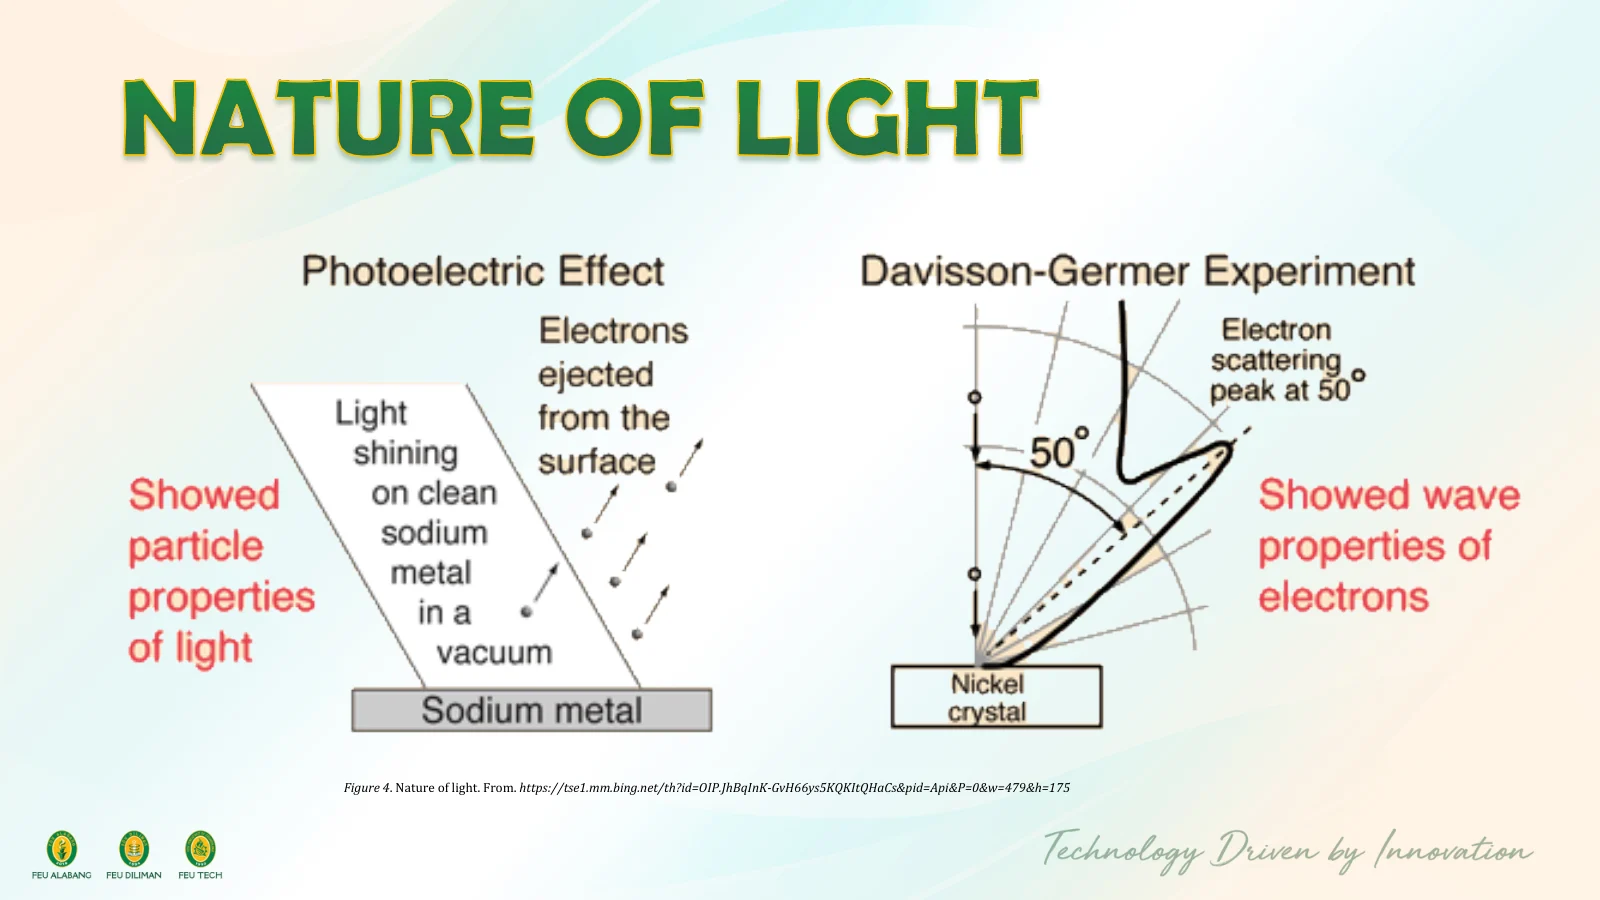 NATURE OF LIGHT
Photoelectric Effect
Electrons
ejected
from the
surface
Light
shining
on clean
sodium
metal
in a
vacuum
Showed
particle
properties
of light
Sodium metal
Davisson-Germer Experiment
Electron
scattering
peak at 50°
50°
Showed wave
properties of
electrons
Nickel
crystal
Figure 4. Nature of light. From. https://tse1.mm.bing.net/th?id=OIP.JhBqInK-GvH66ys5KQKItQHaCs&pid=Api&P=0&w=479&h=175
FEU ALABANG
FEU DILIMAN
FEU TECH
Technology Driven by Innovation